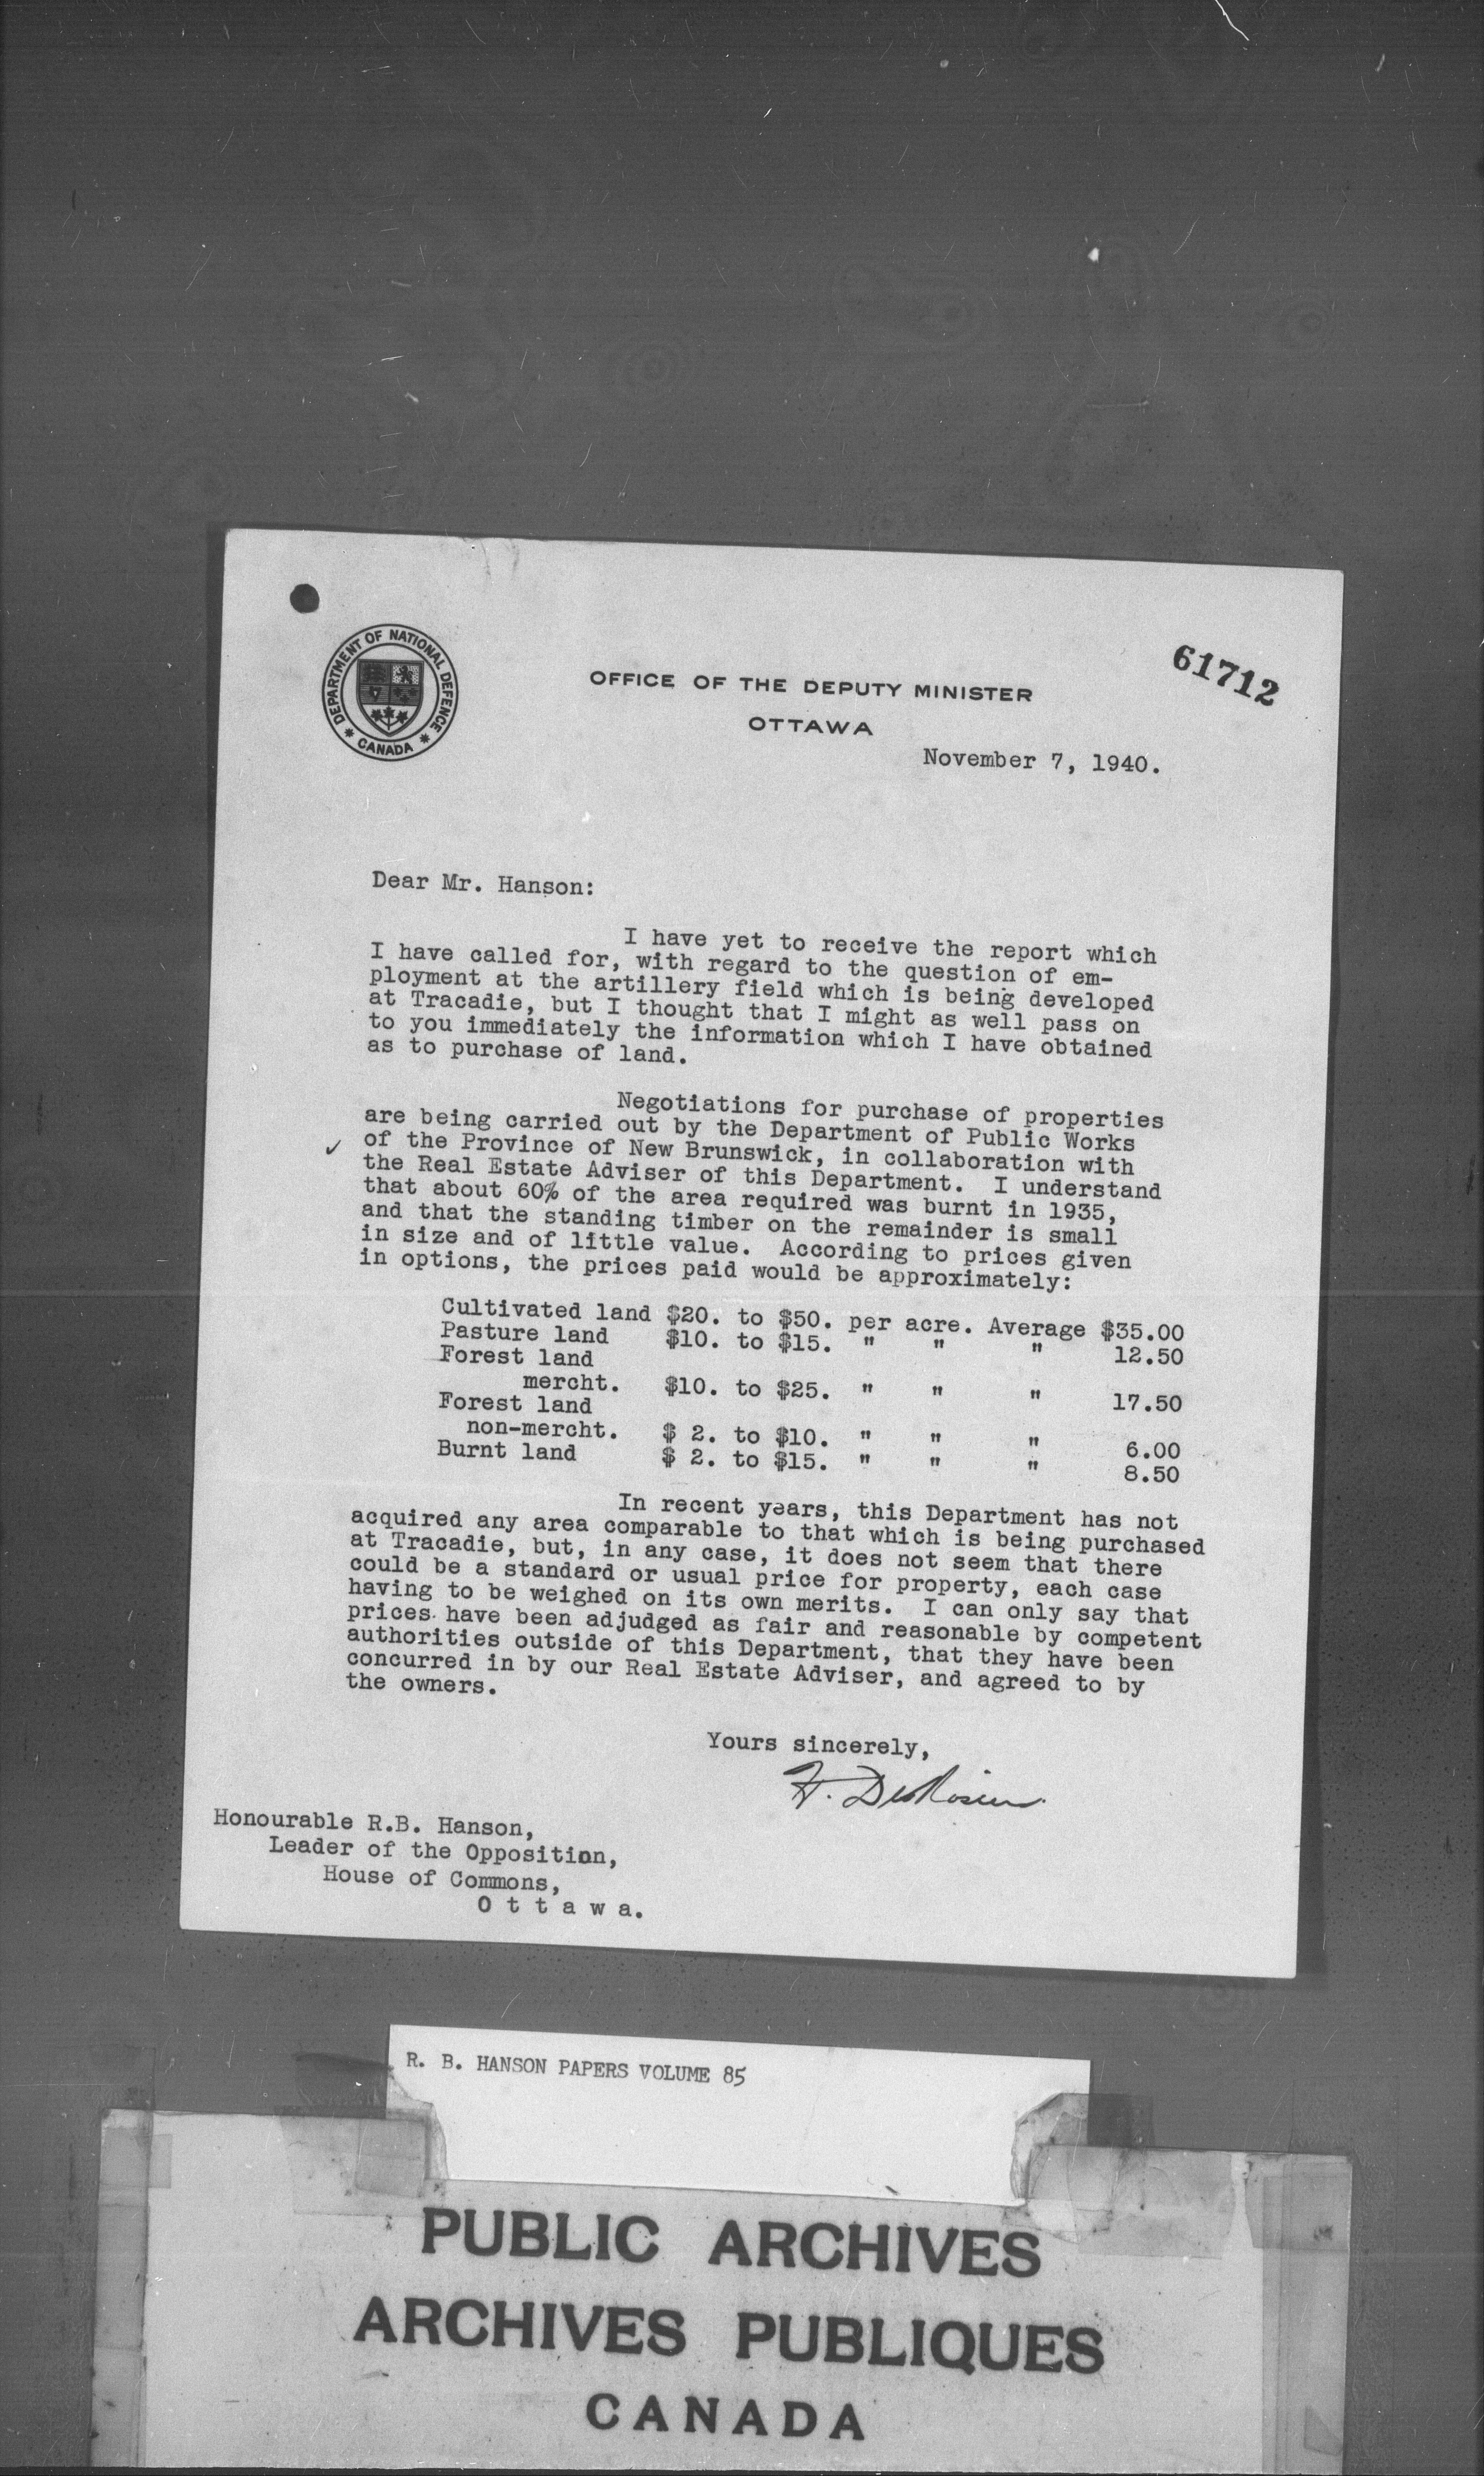 DEPARTMENT OF NATIONAL DEFENCE
* CANADA *
61712
OFFICE OF THE DEPUTY MINISTER
OTTAWA
November 7, 1940.
Dear Mr. Hanson:
I have yet to receive the report which
I have called for, with regard to the question of em-
ployment at the artillery field which is being developed
at Tracadie, but I thought that I might as well pass on
to you immediately the information which I have obtained
as to purchase of land.
Negotiations for purchase of properties
are being carried out by the Department of Public Works
✓ of the Province of New Brunswick, in collaboration with
the Real Estate Adviser of this Department. I understand
that about 60% of the area required was burnt in 1935,
and that the standing timber on the remainder is small
in size and of little value. According to prices given
in options, the prices paid would be approximately:
Cultivated land $20. to $50. per acre. Average $35.00
Pasture land $10. to $15. " " " 12.50
Forest land
mercht. $10. to $25. " " " 17.50
Forest land
non-mercht. $ 2. to $10. " " " 6.00
Burnt land $ 2. to $15. " " " 8.50
In recent years, this Department has not
acquired any area comparable to that which is being purchased
at Tracadie, but, in any case, it does not seem that there
could be a standard or usual price for property, each case
having to be weighed on its own merits. I can only say that
prices have been adjudged as fair and reasonable by competent
authorities outside of this Department, that they have been
concurred in by our Real Estate Adviser, and agreed to by
the owners.
Yours sincerely,
H. DesRosiers
Honourable R.B. Hanson,
Leader of the Opposition,
House of Commons,
O t t a w a.
R. B. HANSON PAPERS VOLUME 85
PUBLIC ARCHIVES
ARCHIVES PUBLIQUES
CANADA